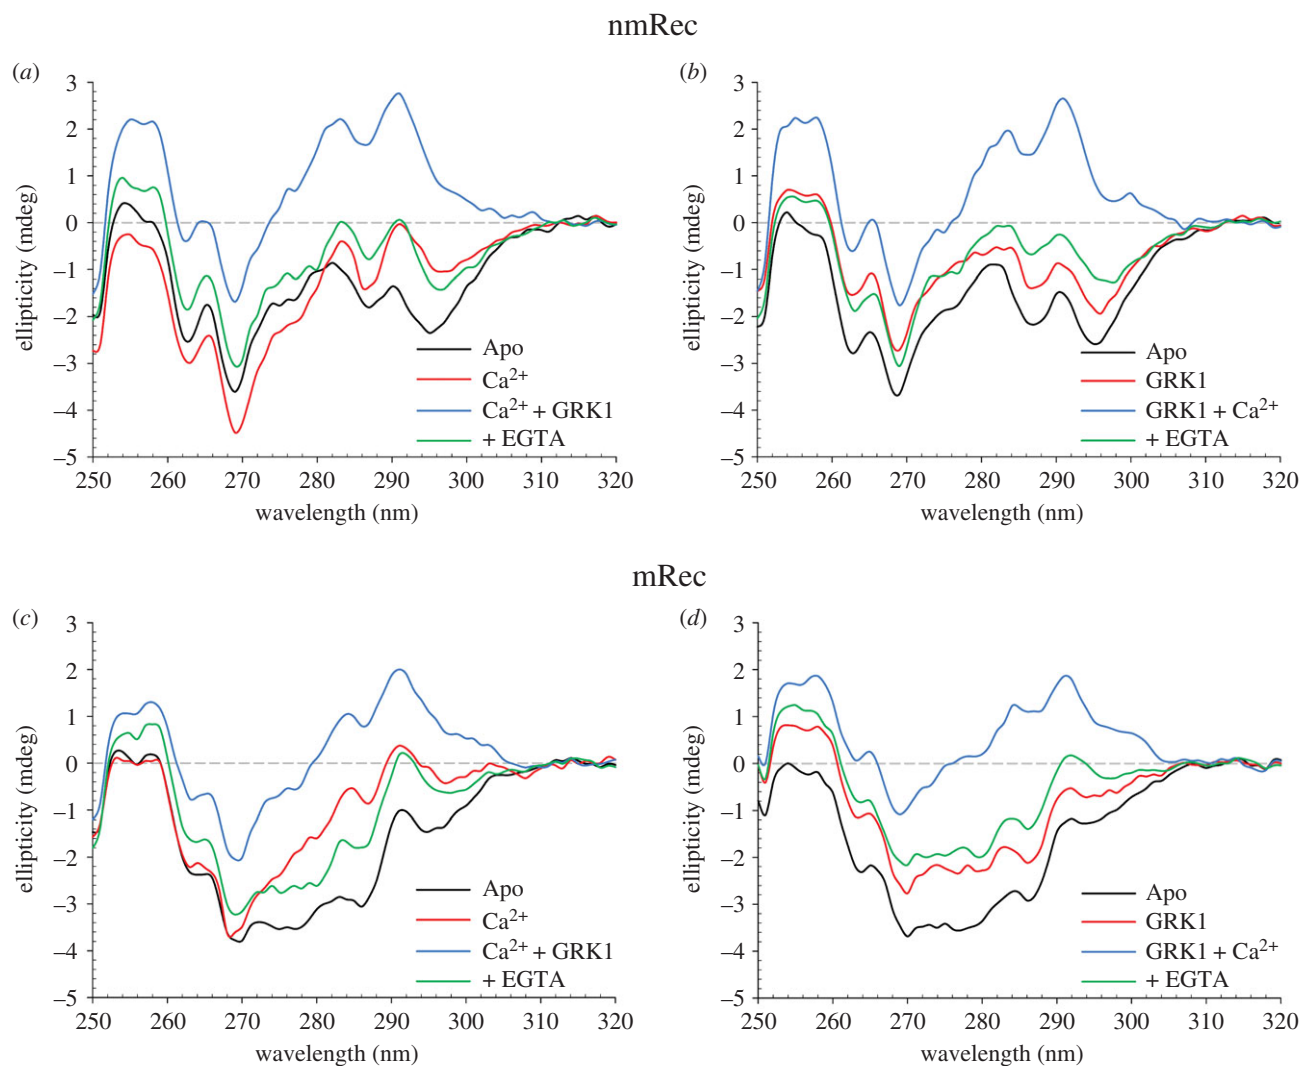 nmRec
(a)
(b)
3
2
1
0
–1
–2
–3
–4
–5
ellipticity (mdeg)
Apo
Ca²⁺
Ca²⁺ + GRK1
+ EGTA
250 260 270 280 290 300 310 320
wavelength (nm)
3
2
1
0
–1
–2
–3
–4
–5
ellipticity (mdeg)
Apo
GRK1
GRK1 + Ca²⁺
+ EGTA
250 260 270 280 290 300 310 320
wavelength (nm)
mRec
(c)
(d)
3
2
1
0
–1
–2
–3
–4
–5
ellipticity (mdeg)
Apo
Ca²⁺
Ca²⁺ + GRK1
+ EGTA
250 260 270 280 290 300 310 320
wavelength (nm)
3
2
1
0
–1
–2
–3
–4
–5
ellipticity (mdeg)
Apo
GRK1
GRK1 + Ca²⁺
+ EGTA
250 260 270 280 290 300 310 320
wavelength (nm)